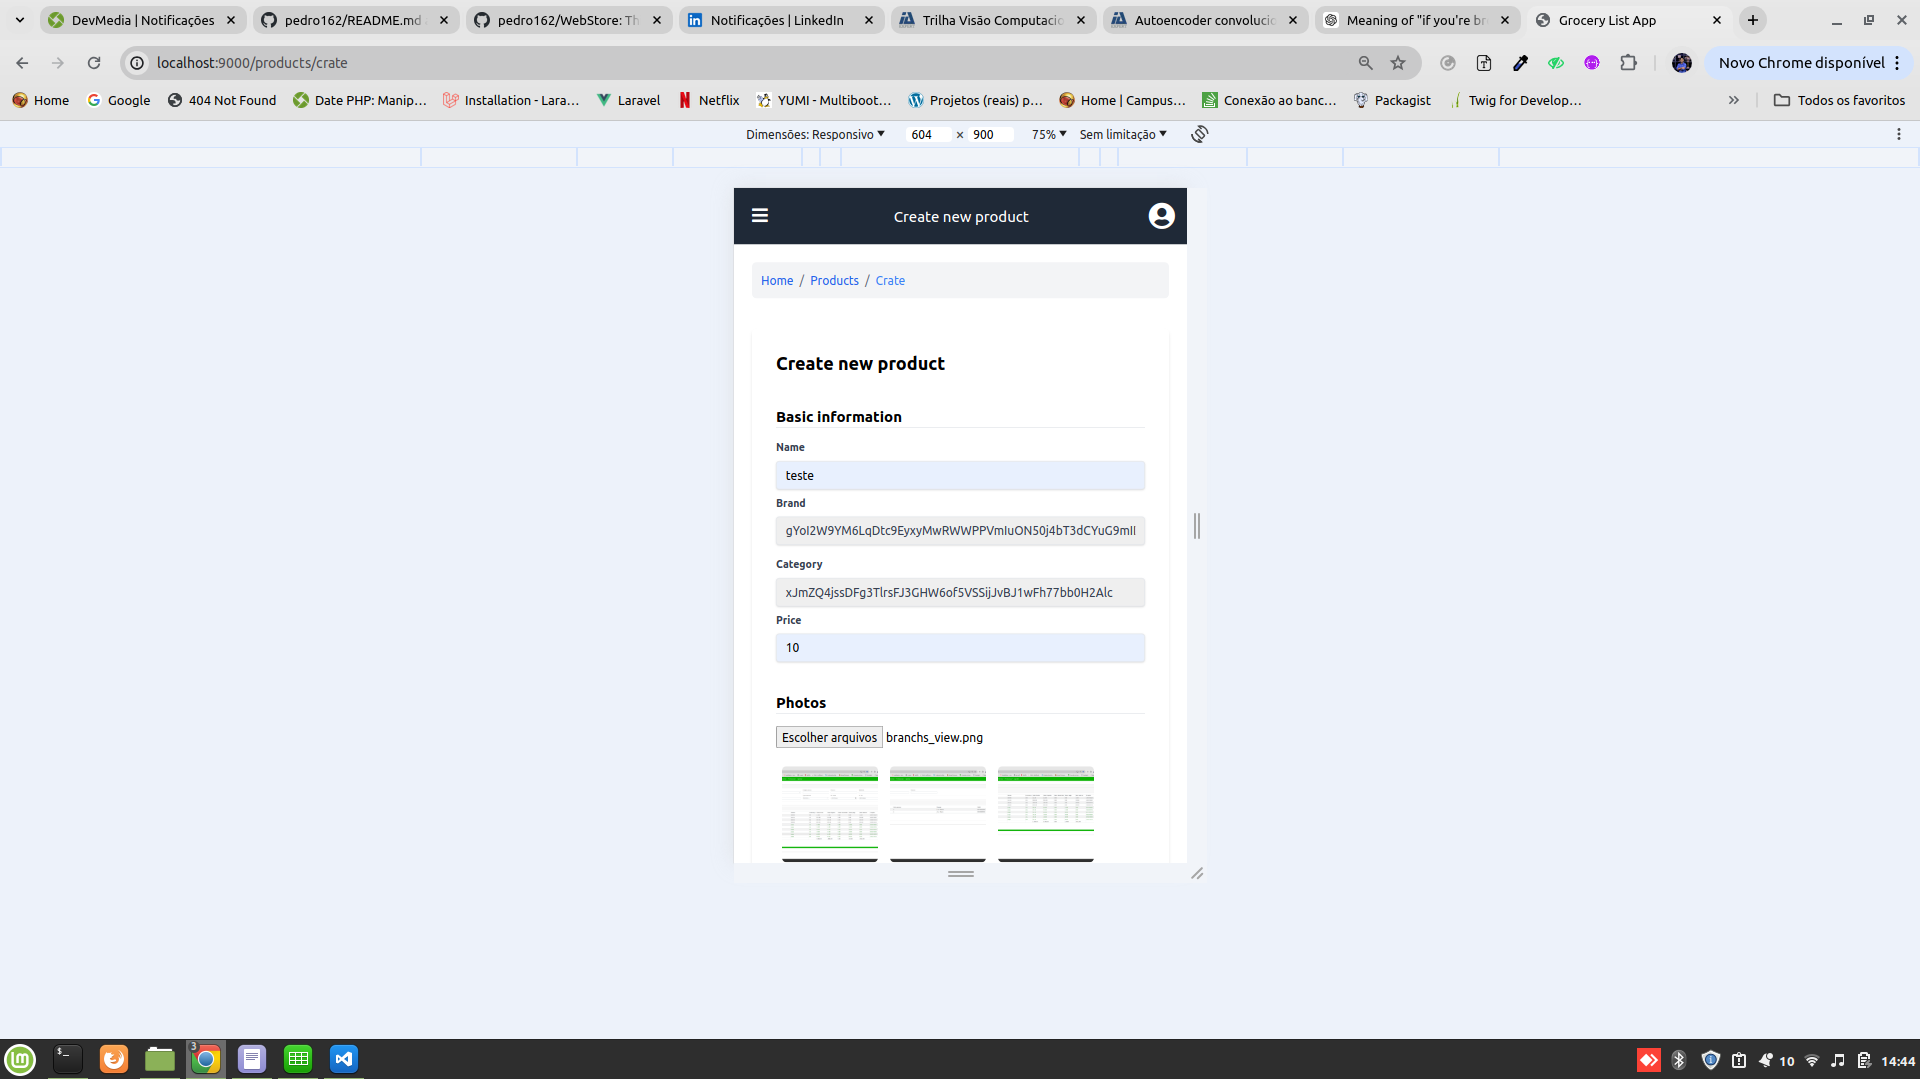 DevMedia | Notificações
pedro162/README.md
pedro162/WebStore: Th
Notificações | LinkedIn
Trilha Visão Computacio
Autoencoder convolucio
Meaning of "if you're br
Grocery List App
localhost:9000/products/crate
Novo Chrome disponível
Home
Google
404 Not Found
Date PHP: Manip...
Installation - Lara...
Laravel
Netflix
YUMI - Multiboot...
Projetos (reais) p...
Home | Campus...
Conexão ao banc...
Packagist
Twig for Develop...
Todos os favoritos
Dimensões: Responsivo
604 × 900
75%
Sem limitação
Create new product
Home / Products / Crate
Create new product
Basic information
Name
teste
Brand
gYoI2W9YM6LqDtc9EyxyMwRWWPPVmIuON50j4bT3dCYuG9mII
Category
xJmZQ4jssDFg3TlrsFJ3GHW6of5VSSijJvBJ1wFh77bb0H2Alc
Price
10
Photos
Escolher arquivos branchs_view.png
3
10
14:44